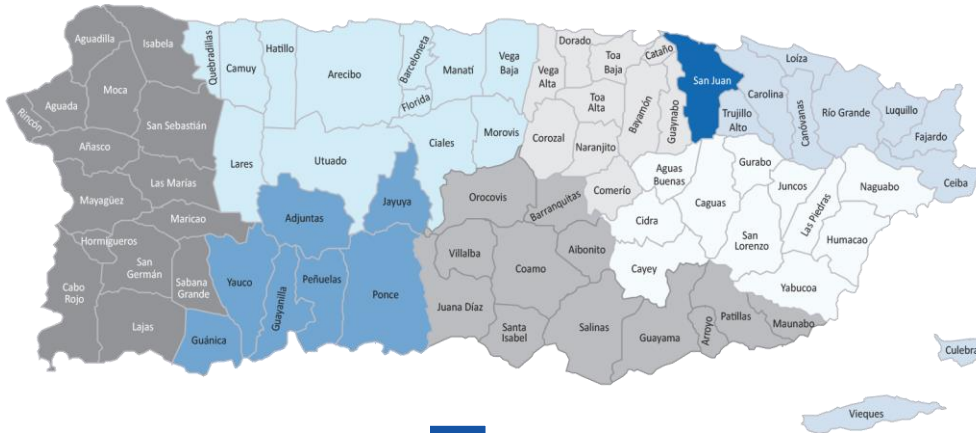 Aguadilla
Isabela
Moca
Aguada
Rincón
Añasco
San Sebastián
Las Marías
Mayagüez
Maricao
Hormigueros
San
Germán
Sabana
Grande
Cabo
Rojo
Lajas
Quebradillas
Camuy
Hatillo
Arecibo
Barceloneta
Florida
Manatí
Vega
Baja
Lares
Utuado
Ciales
Morovis
Adjuntas
Jayuya
Yauco
Guánica
Guayanilla
Peñuelas
Ponce
Vega
Alta
Dorado
Toa
Baja
Toa
Alta
Cataño
Bayamón
Guaynabo
Corozal
Naranjito
Comerío
Orocovis
Barranquitas
Villalba
Coamo
Aibonito
Juana Díaz
Santa
Isabel
Salinas
Guayama
Arroyo
Patillas
Maunabo
San Juan
Trujillo
Alto
Carolina
Loíza
Canóvanas
Río Grande
Luquillo
Fajardo
Ceiba
Aguas
Buenas
Gurabo
Caguas
Juncos
Las Piedras
Naguabo
Cidra
San
Lorenzo
Humacao
Cayey
Yabucoa
Culebra
Vieques